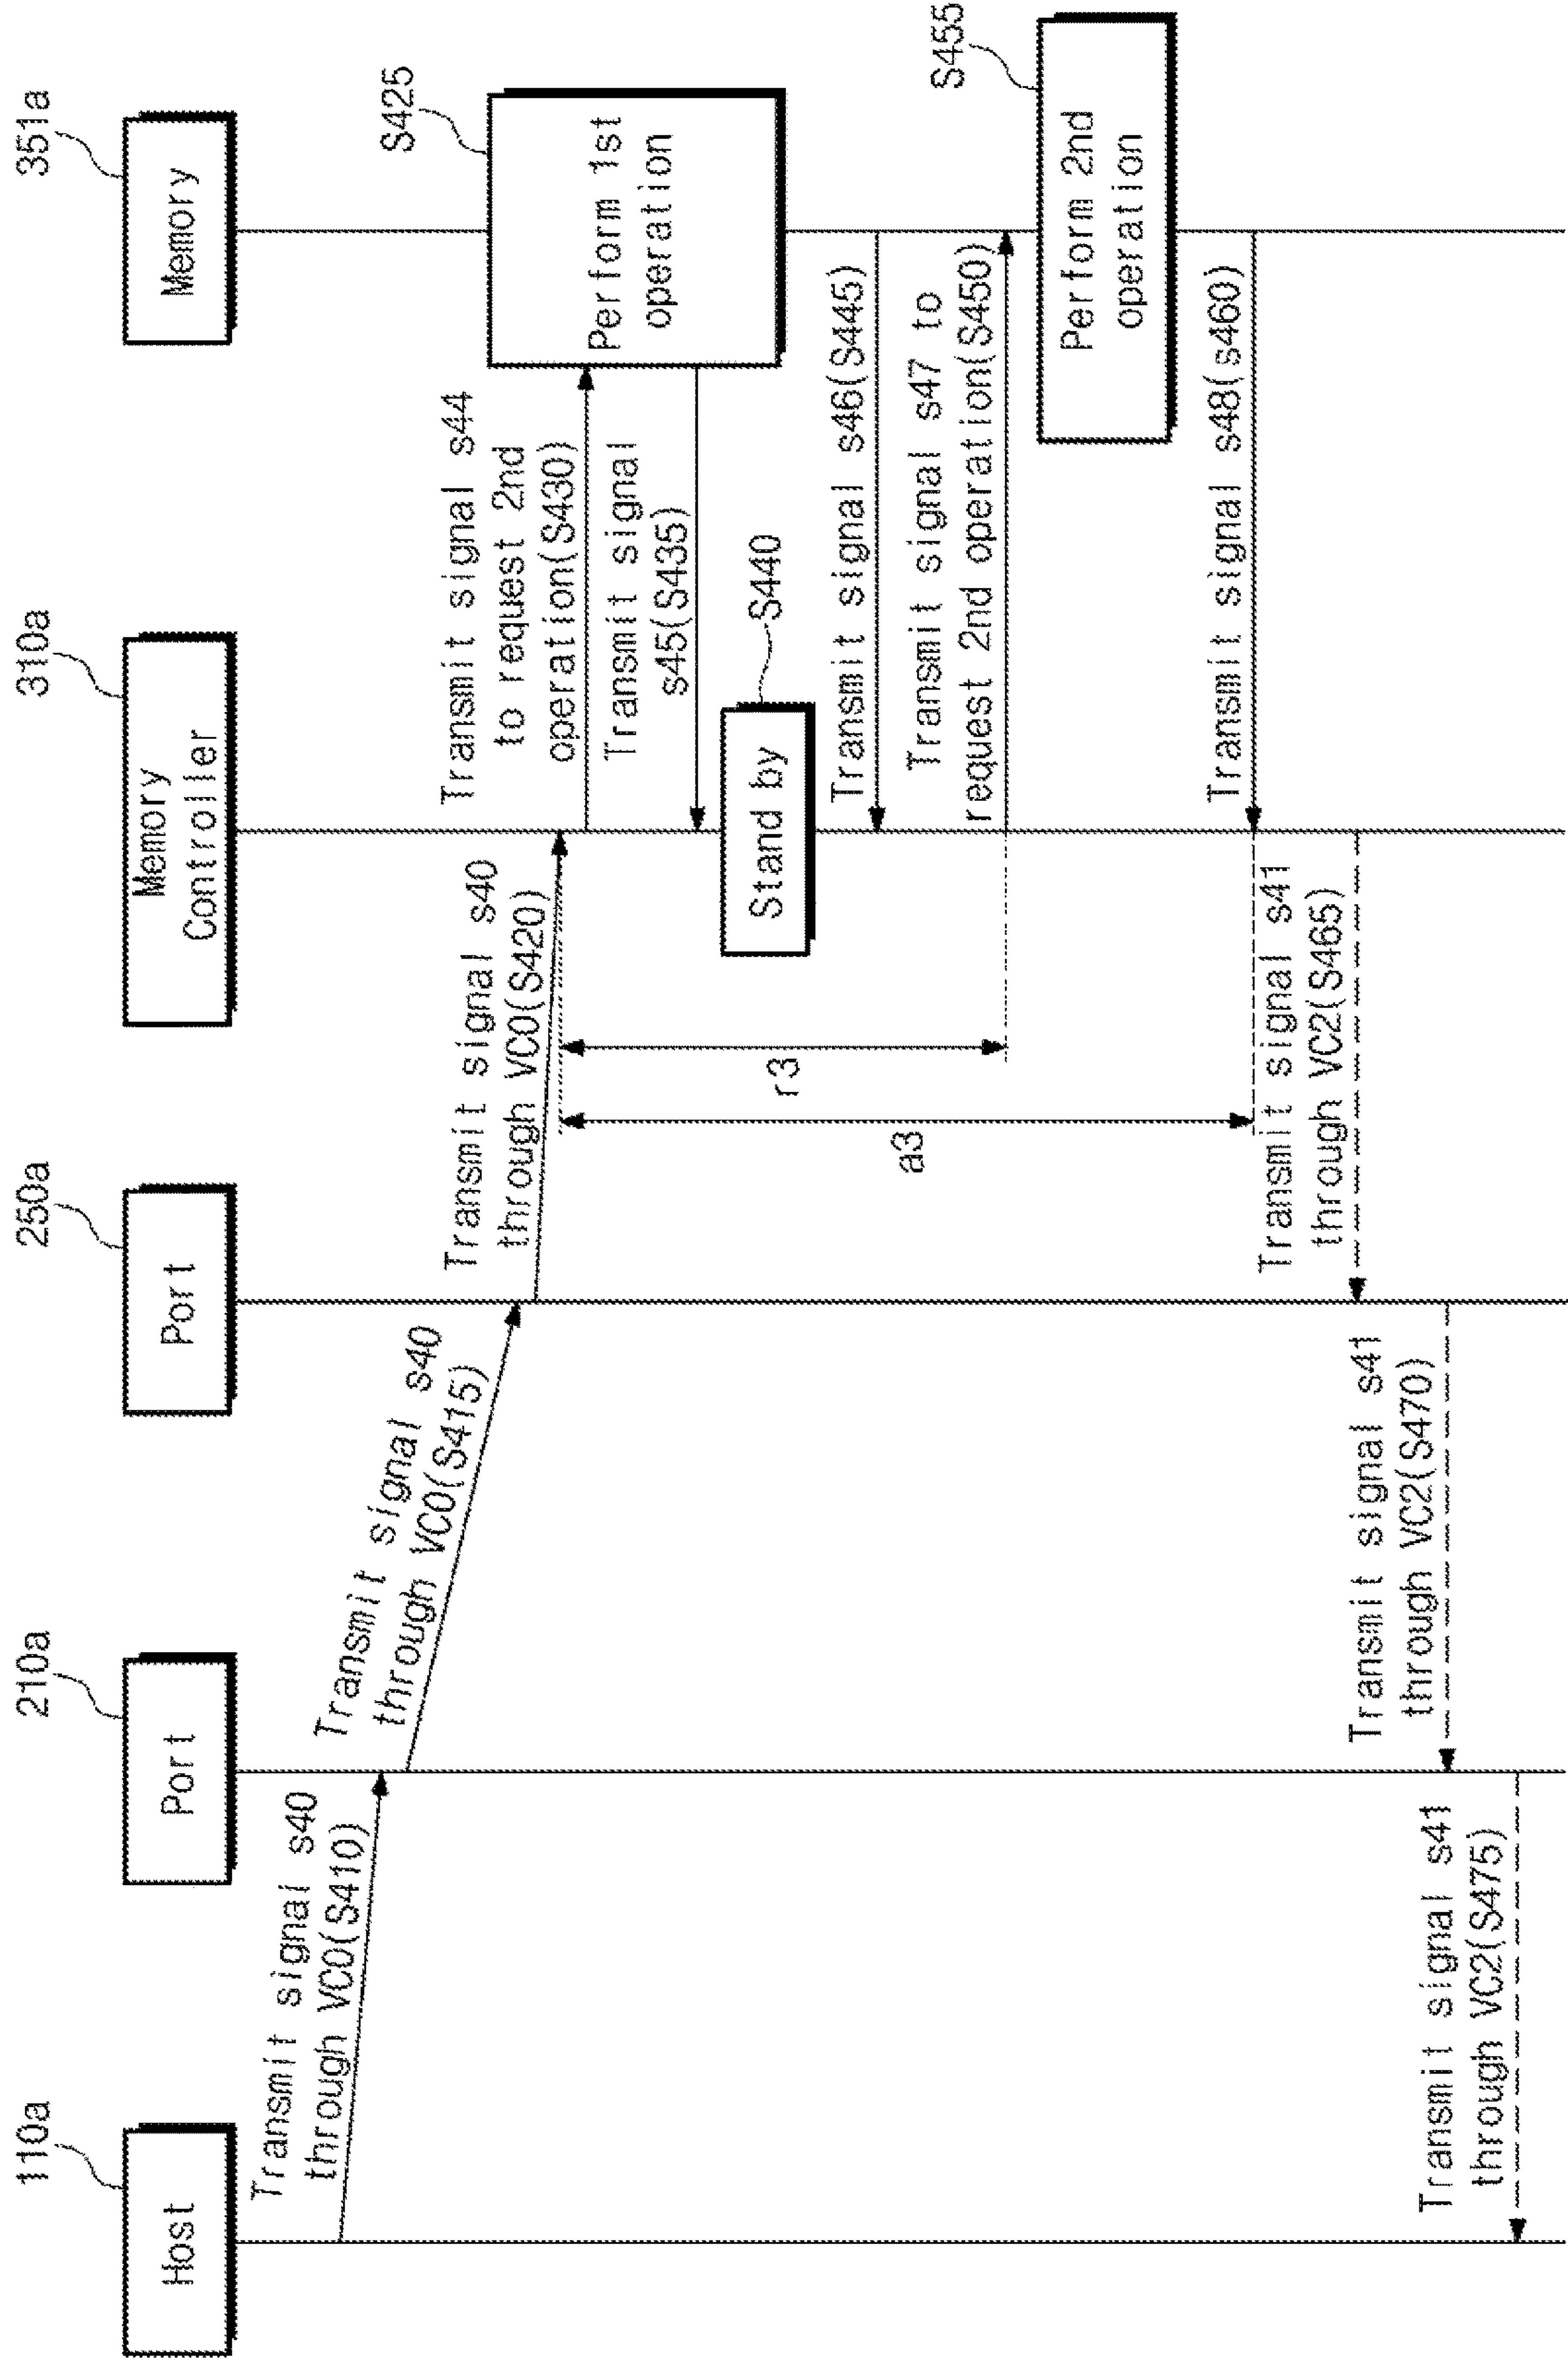 110a
Host
210a
Port
250a
Port
310a
Memory
Controller
351a
Memory
Transmit signal s40
through VC0(S410)
Transmit signal s40
through VC0(S415)
Transmit signal s40
through VC0(S420)
S425
Perform 1st
operation
Transmit signal s44
to request 2nd
operation(S430)
Transmit signal
s45(S435)
Stand by
S440
Transmit signal s46(S445)
Transmit signal s47 to
request 2nd operation(S450)
r3
a3
S455
Perform 2nd
operation
Transmit signal s48(s460)
Transmit signal s41
through VC2(S465)
Transmit signal s41
through VC2(S470)
Transmit signal s41
through VC2(S475)